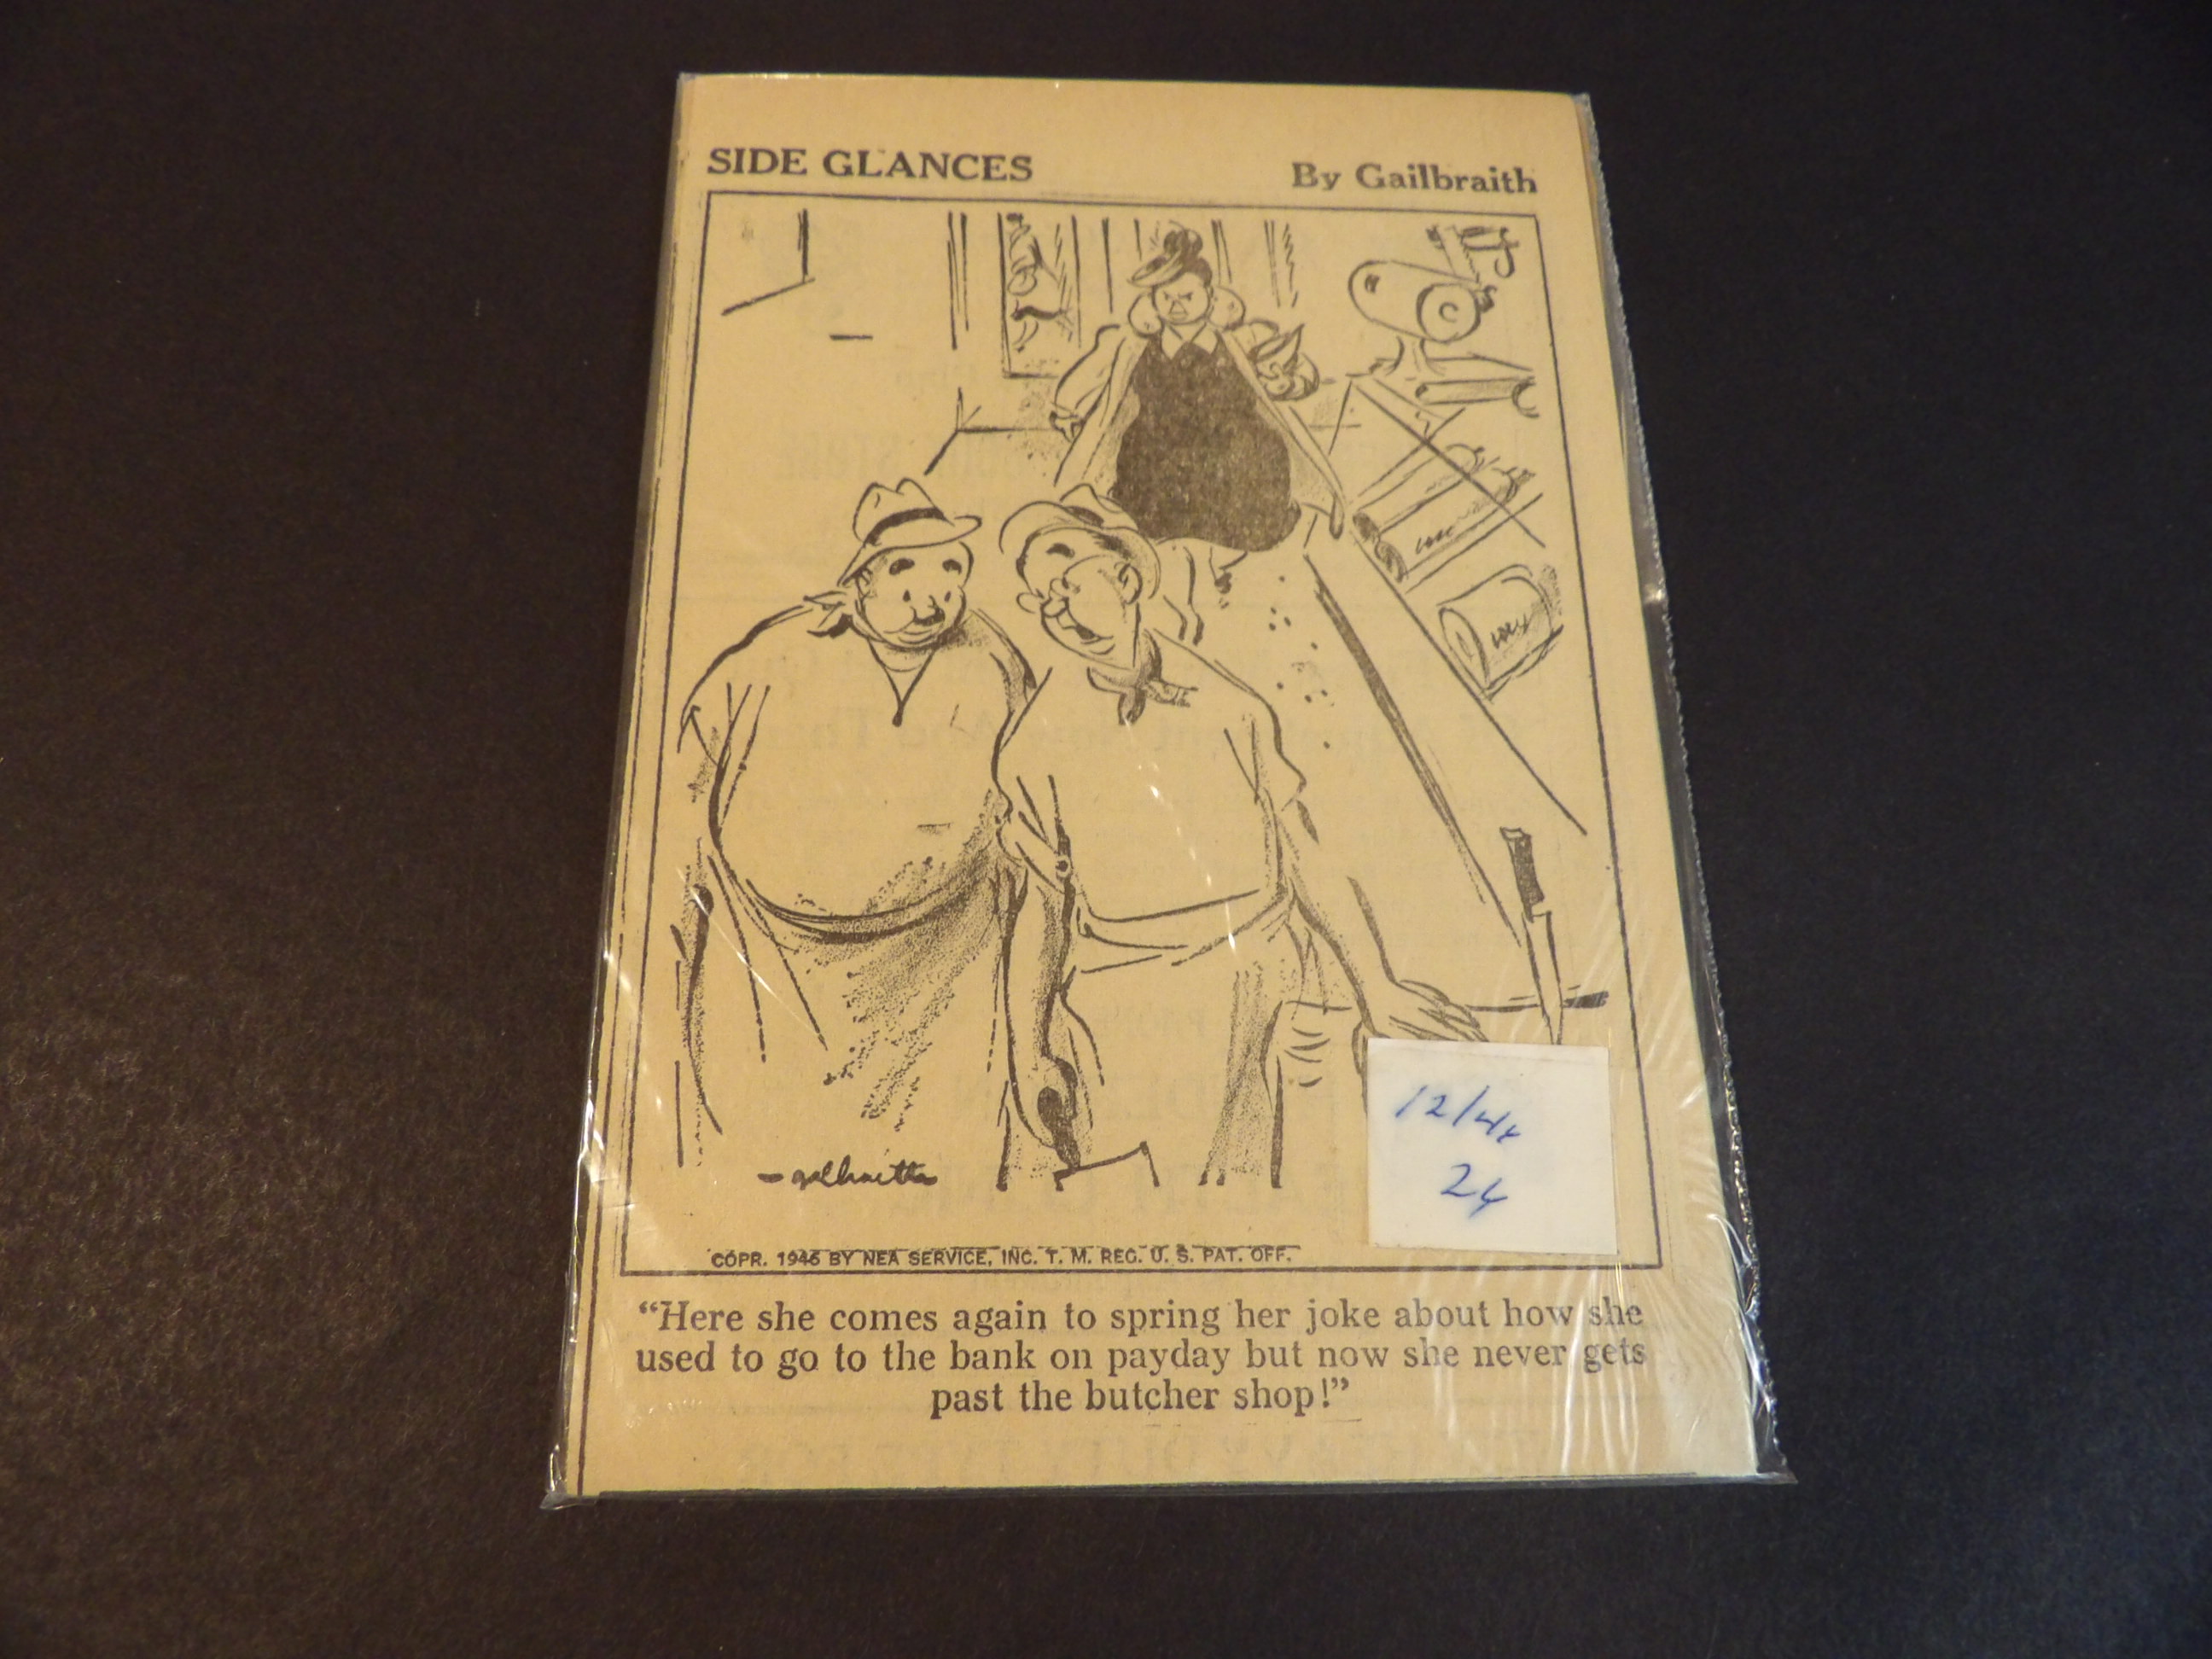 SIDE GLANCES By Gailbraith
galbraith
12/46
24
COPR. 1946 BY NEA SERVICE, INC. T. M. REG. U. S. PAT. OFF.
“Here she comes again to spring her joke about how she
used to go to the bank on payday but now she never gets
past the butcher shop!”